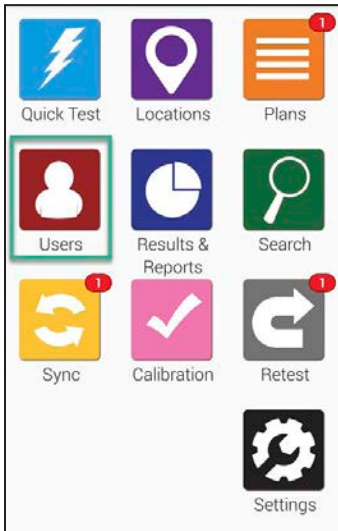 1
Quick Test
Locations
Plans
Users
Results &
Reports
Search
1
1
Sync
Calibration
Retest
Settings